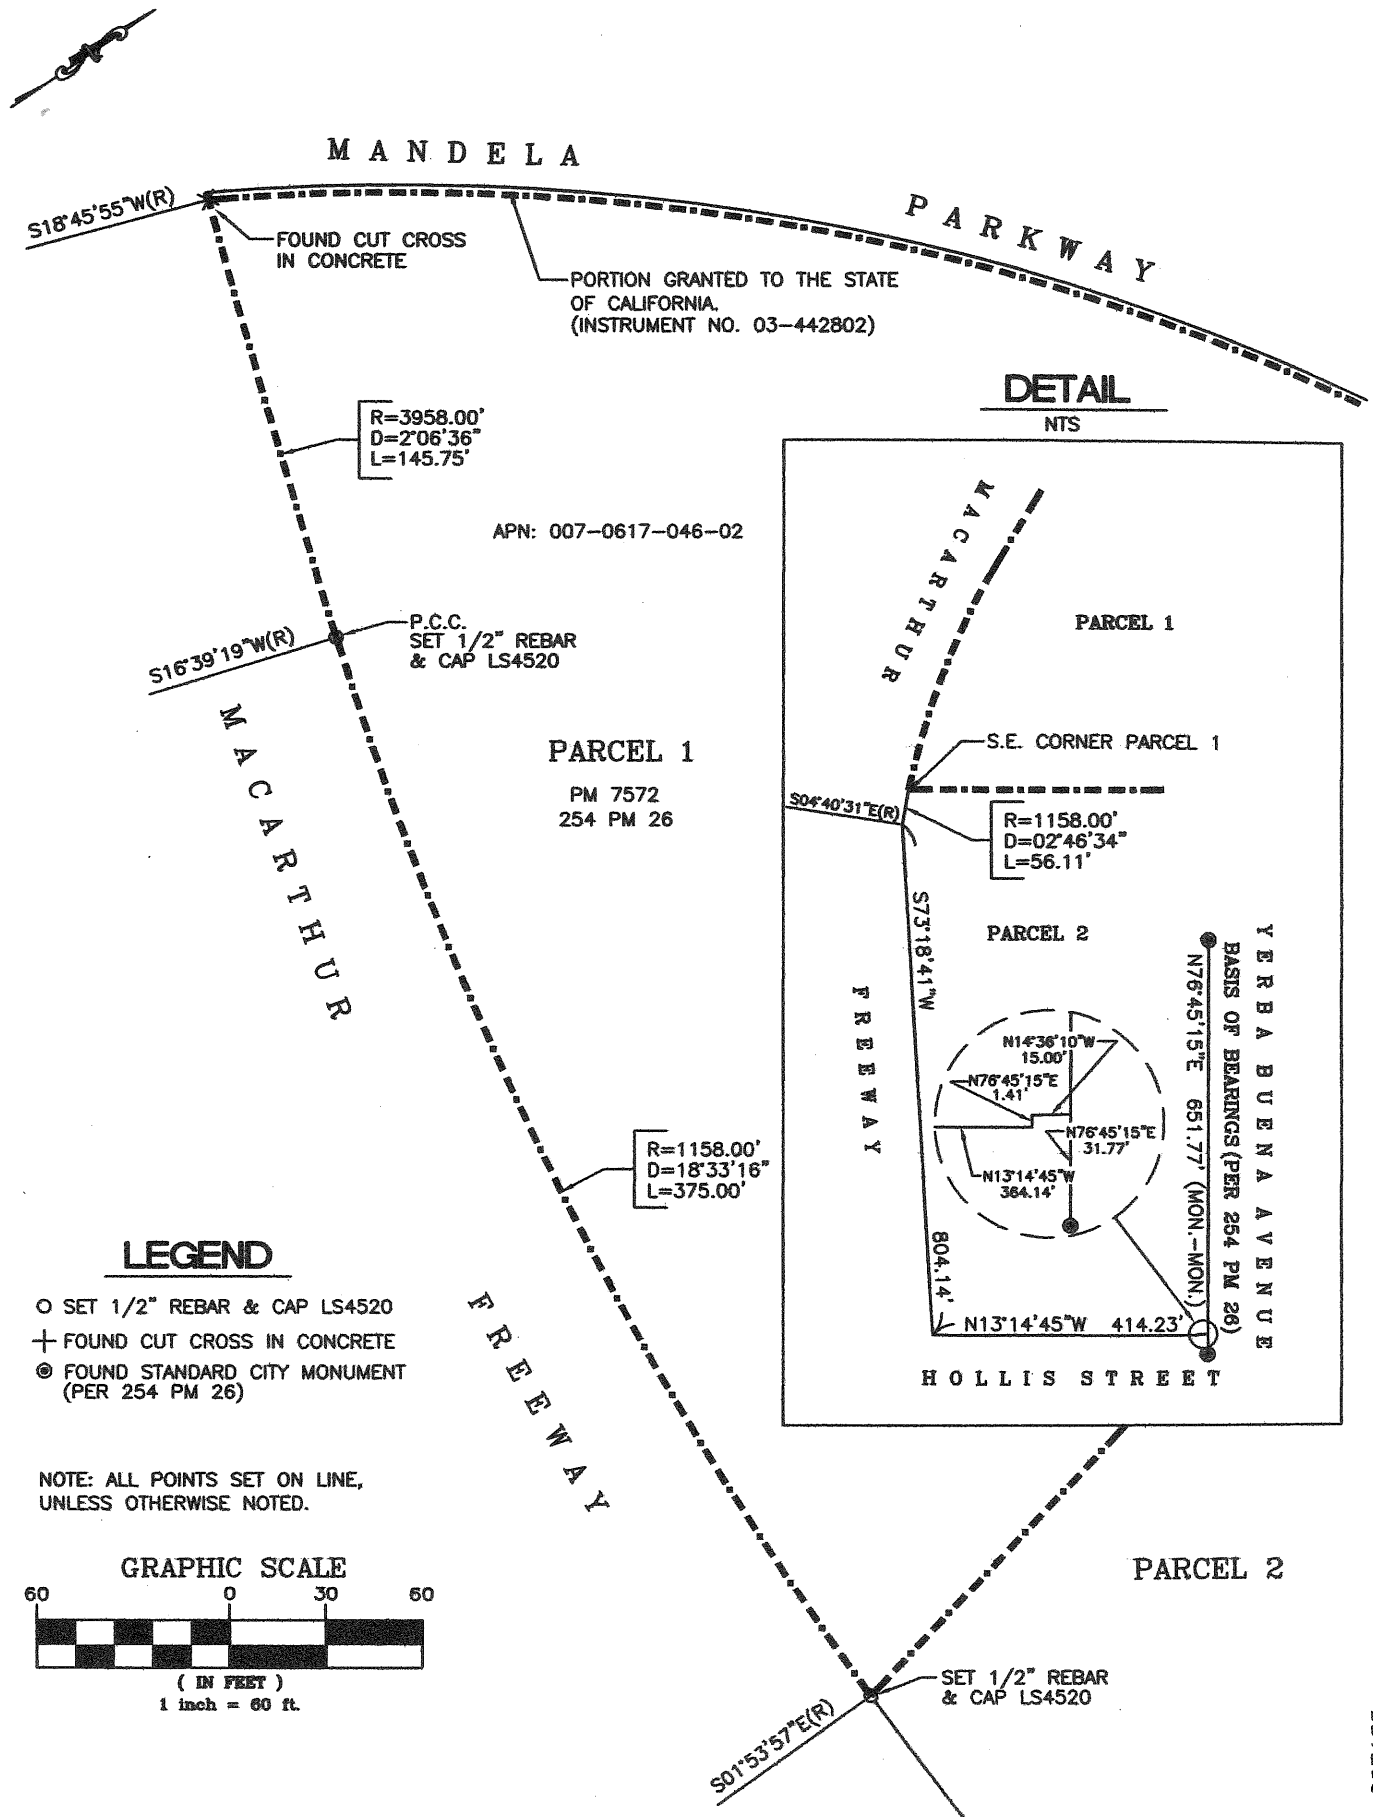 MANDELA
PARKWAY
S18°45'55"W(R)
FOUND CUT CROSS
IN CONCRETE
PORTION GRANTED TO THE STATE
OF CALIFORNIA.
(INSTRUMENT NO. 03-442802)
R=3958.00'
D=2°06'36"
L=145.75'
APN: 007-0617-046-02
P.C.C.
SET 1/2" REBAR
& CAP LS4520
S16°39'19"W(R)
MACARTHUR
FREEWAY
PARCEL 1
PM 7572
254 PM 26
R=1158.00'
D=18°33'16"
L=375.00'
DETAIL
NTS
MACARTHUR
PARCEL 1
S.E. CORNER PARCEL 1
S04°40'31"E(R)
R=1158.00'
D=02°46'34"
L=56.11'
S73°18'41"W
804.14'
PARCEL 2
FREEWAY
N14°36'10"W
15.00'
N76°45'15"E
1.41'
N76°45'15"E
31.77'
N13°14'45"W
364.14'
N76°45'15"E 651.77' (MON.-MON.)
BASIS OF BEARINGS (PER 254 PM 26)
YERBA BUENA AVENUE
N13°14'45"W 414.23'
HOLLIS STREET
LEGEND
SET 1/2" REBAR & CAP LS4520
FOUND CUT CROSS IN CONCRETE
FOUND STANDARD CITY MONUMENT
(PER 254 PM 26)
NOTE: ALL POINTS SET ON LINE,
UNLESS OTHERWISE NOTED.
GRAPHIC SCALE
60 0 30 60
( IN FEET )
1 inch = 60 ft.
PARCEL 2
SET 1/2" REBAR
& CAP LS4520
S01°53'57"E(R)